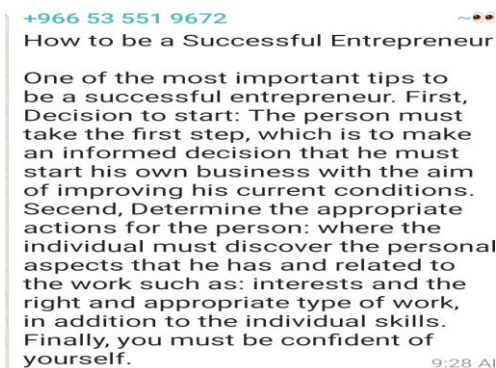 +966 53 551 9672 ~👀
How to be a Successful Entrepreneur
One of the most important tips to
be a successful entrepreneur. First,
Decision to start: The person must
take the first step, which is to make
an informed decision that he must
start his own business with the aim
of improving his current conditions.
Secend, Determine the appropriate
actions for the person: where the
individual must discover the personal
aspects that he has and related to
the work such as: interests and the
right and appropriate type of work,
in addition to the individual skills.
Finally, you must be confident of
yourself.
9:28 A